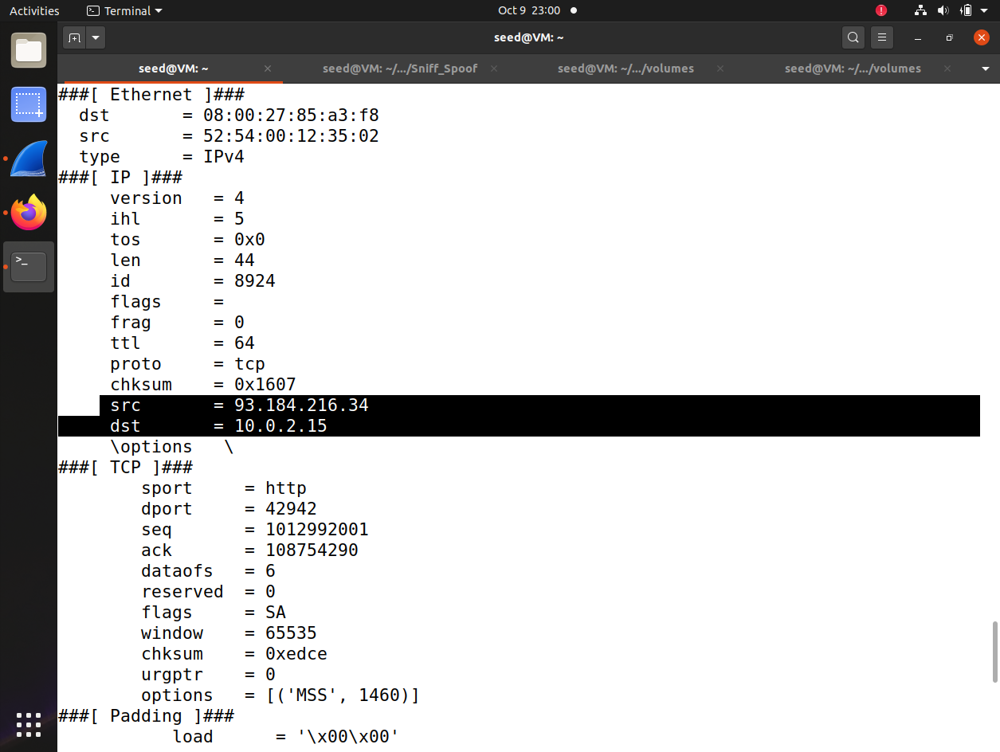 Activities Terminal Oct 9 23:00
seed@VM: ~
seed@VM: ~ seed@VM: ~/.../Sniff_Spoof seed@VM: ~/.../volumes seed@VM: ~/.../volumes
###[ Ethernet ]###
  dst       = 08:00:27:85:a3:f8
  src       = 52:54:00:12:35:02
  type      = IPv4
###[ IP ]###
     version   = 4
     ihl       = 5
     tos       = 0x0
     len       = 44
     id        = 8924
     flags     =
     frag      = 0
     ttl       = 64
     proto     = tcp
     chksum    = 0x1607
     src       = 93.184.216.34
     dst       = 10.0.2.15
     \options   \
###[ TCP ]###
        sport     = http
        dport     = 42942
        seq       = 1012992001
        ack       = 108754290
        dataofs   = 6
        reserved  = 0
        flags     = SA
        window    = 65535
        chksum    = 0xedce
        urgptr    = 0
        options   = [('MSS', 1460)]
###[ Padding ]###
           load      = '\x00\x00'